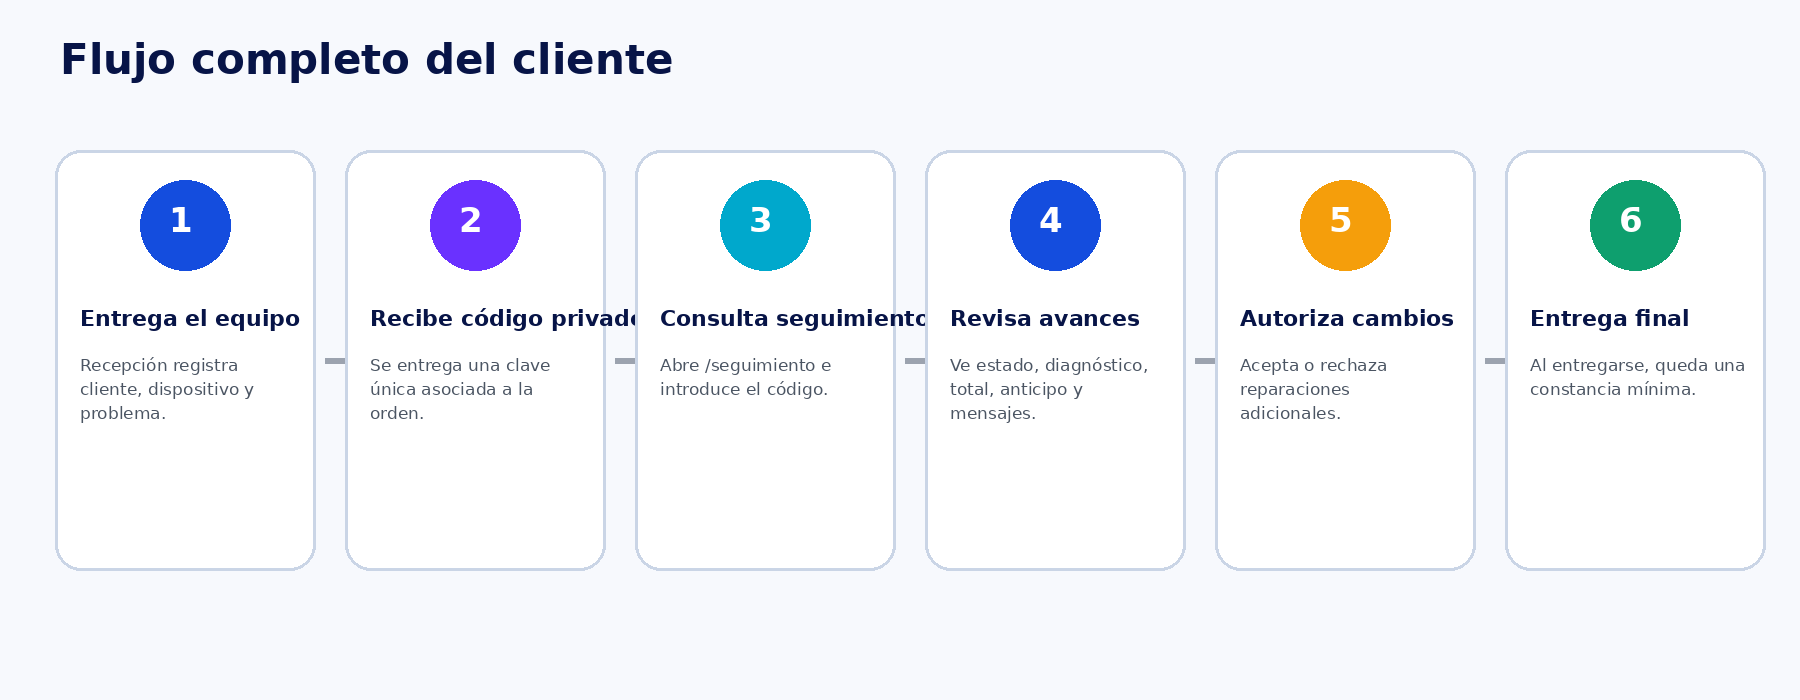 Flujo completo del cliente
1
Entrega el equipo
Recepción registra
cliente, dispositivo y
problema.
2
Recibe código privado
Se entrega una clave
única asociada a la
orden.
3
Consulta seguimiento
Abre /seguimiento e
introduce el código.
4
Revisa avances
Ve estado, diagnóstico,
total, anticipo y
mensajes.
5
Autoriza cambios
Acepta o rechaza
reparaciones
adicionales.
6
Entrega final
Al entregarse, queda una
constancia mínima.